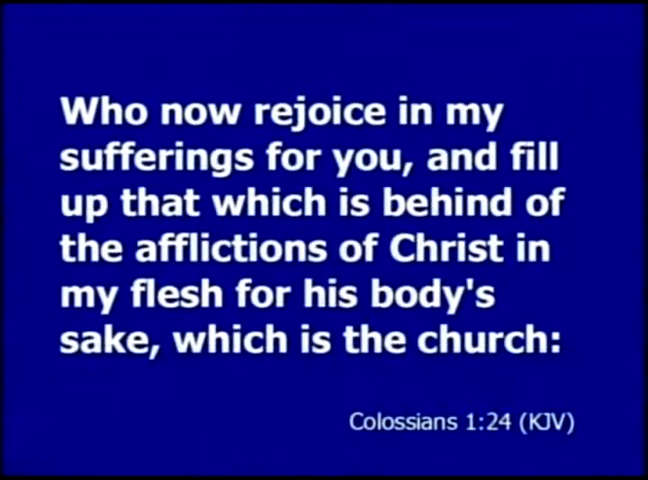 Who now rejoice in my
sufferings for you, and fill
up that which is behind of
the afflictions of Christ in
my flesh for his body's
sake, which is the church:
Colossians 1:24 (KJV)